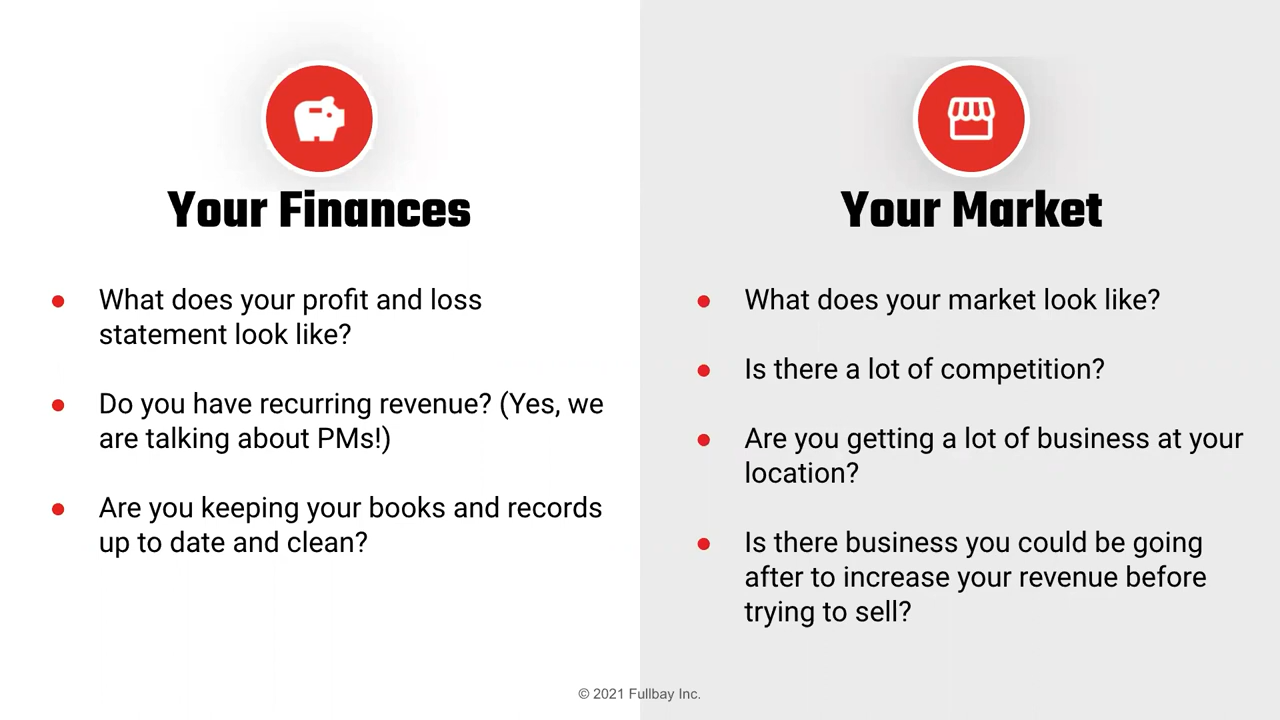 Your Finances
What does your profit and loss
statement look like?
Do you have recurring revenue? (Yes, we
are talking about PMs!)
Are you keeping your books and records
up to date and clean?
Your Market
What does your market look like?
Is there a lot of competition?
Are you getting a lot of business at your
location?
Is there business you could be going
after to increase your revenue before
trying to sell?
© 2021 Fullbay Inc.